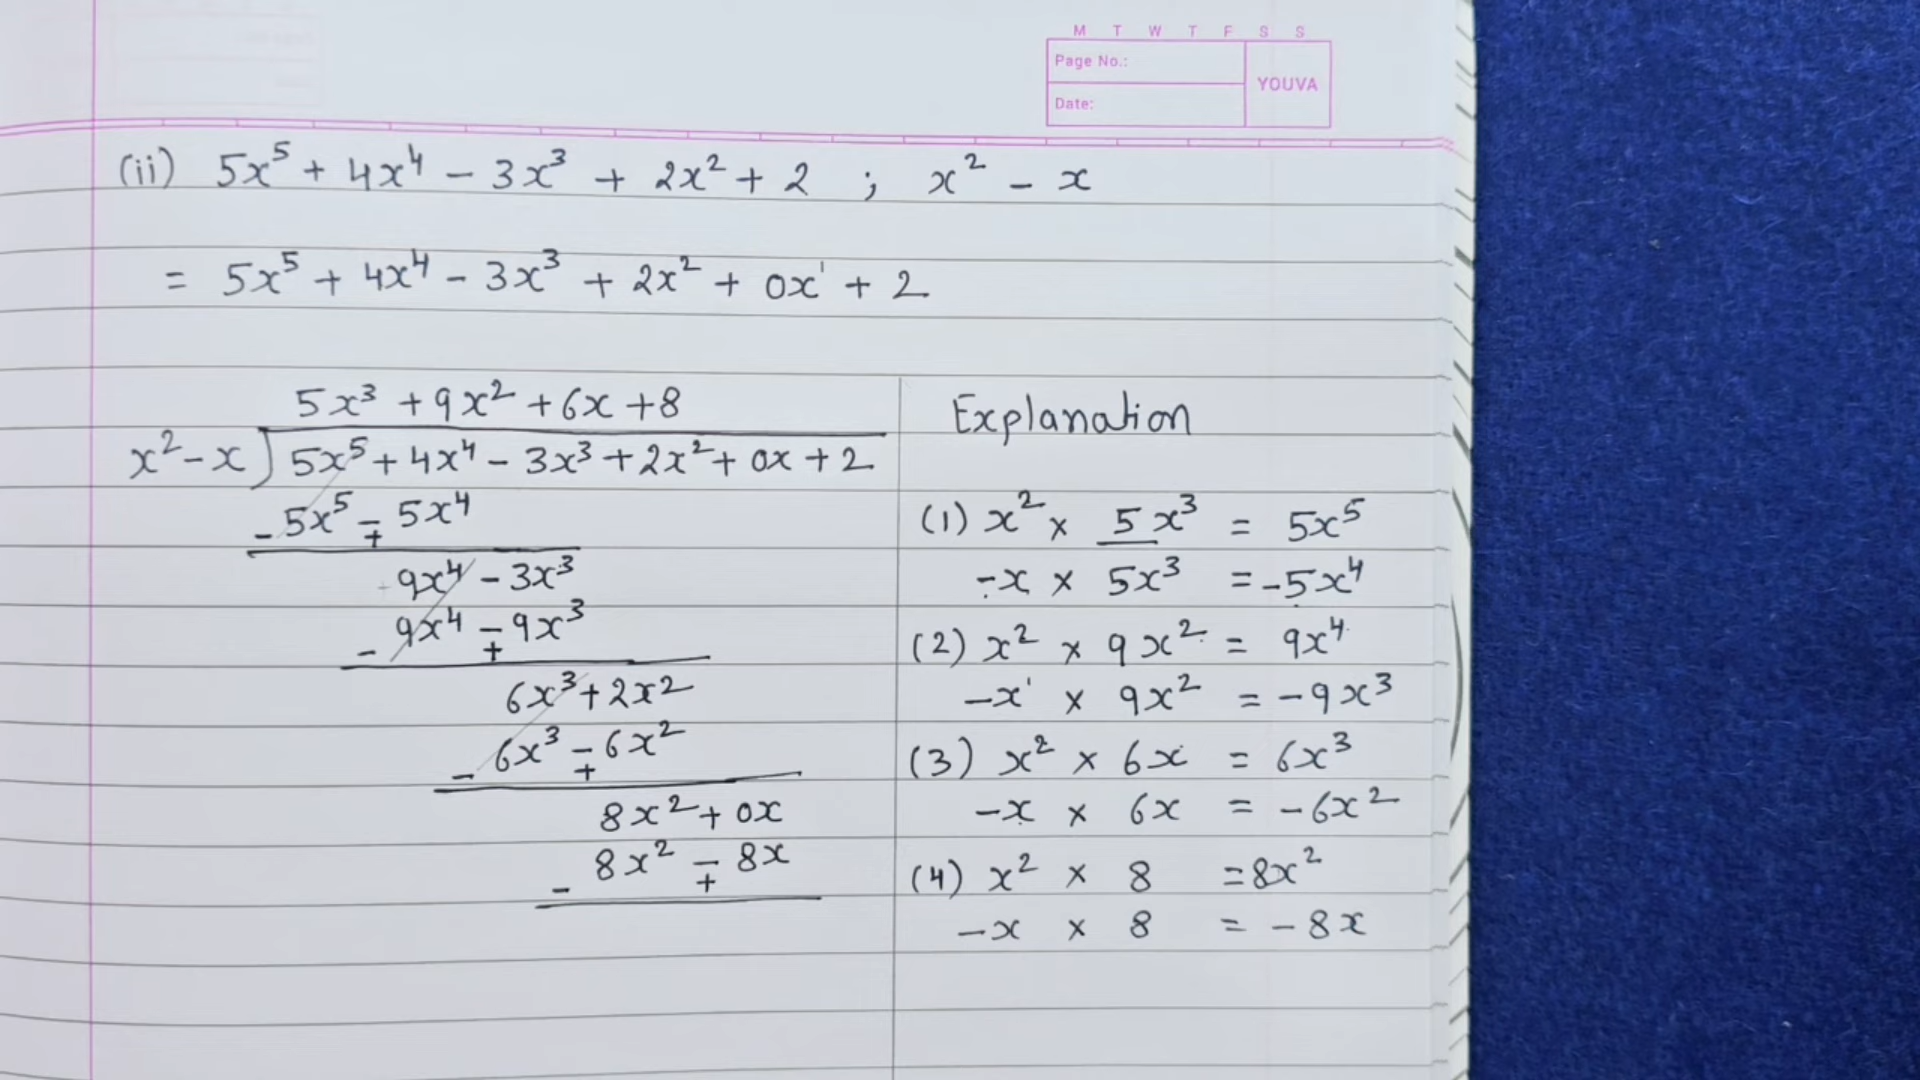 M T W T F S S
Page No.:
YOUVA
Date:
(ii) 5x⁵ + 4x⁴ - 3x³ + 2x² + 2 ; x² - x
= 5x⁵ + 4x⁴ - 3x³ + 2x² + 0x¹ + 2
5x³ + 9x² + 6x + 8
x² - x ) 5x⁵ + 4x⁴ - 3x³ + 2x² + 0x + 2
- 5x⁵ - 5x⁴
+
9x⁴ - 3x³
9x⁴ - 9x³
- +
6x³ + 2x²
6x³ - 6x²
- +
8x² + 0x
8x² - 8x
- +
Explanation
(1) x² × 5x³ = 5x⁵
-x × 5x³ = -5x⁴
(2) x² × 9x² = 9x⁴
-x¹ × 9x² = -9x³
(3) x² × 6x = 6x³
-x × 6x = -6x²
(4) x² × 8 = 8x²
-x × 8 = -8x